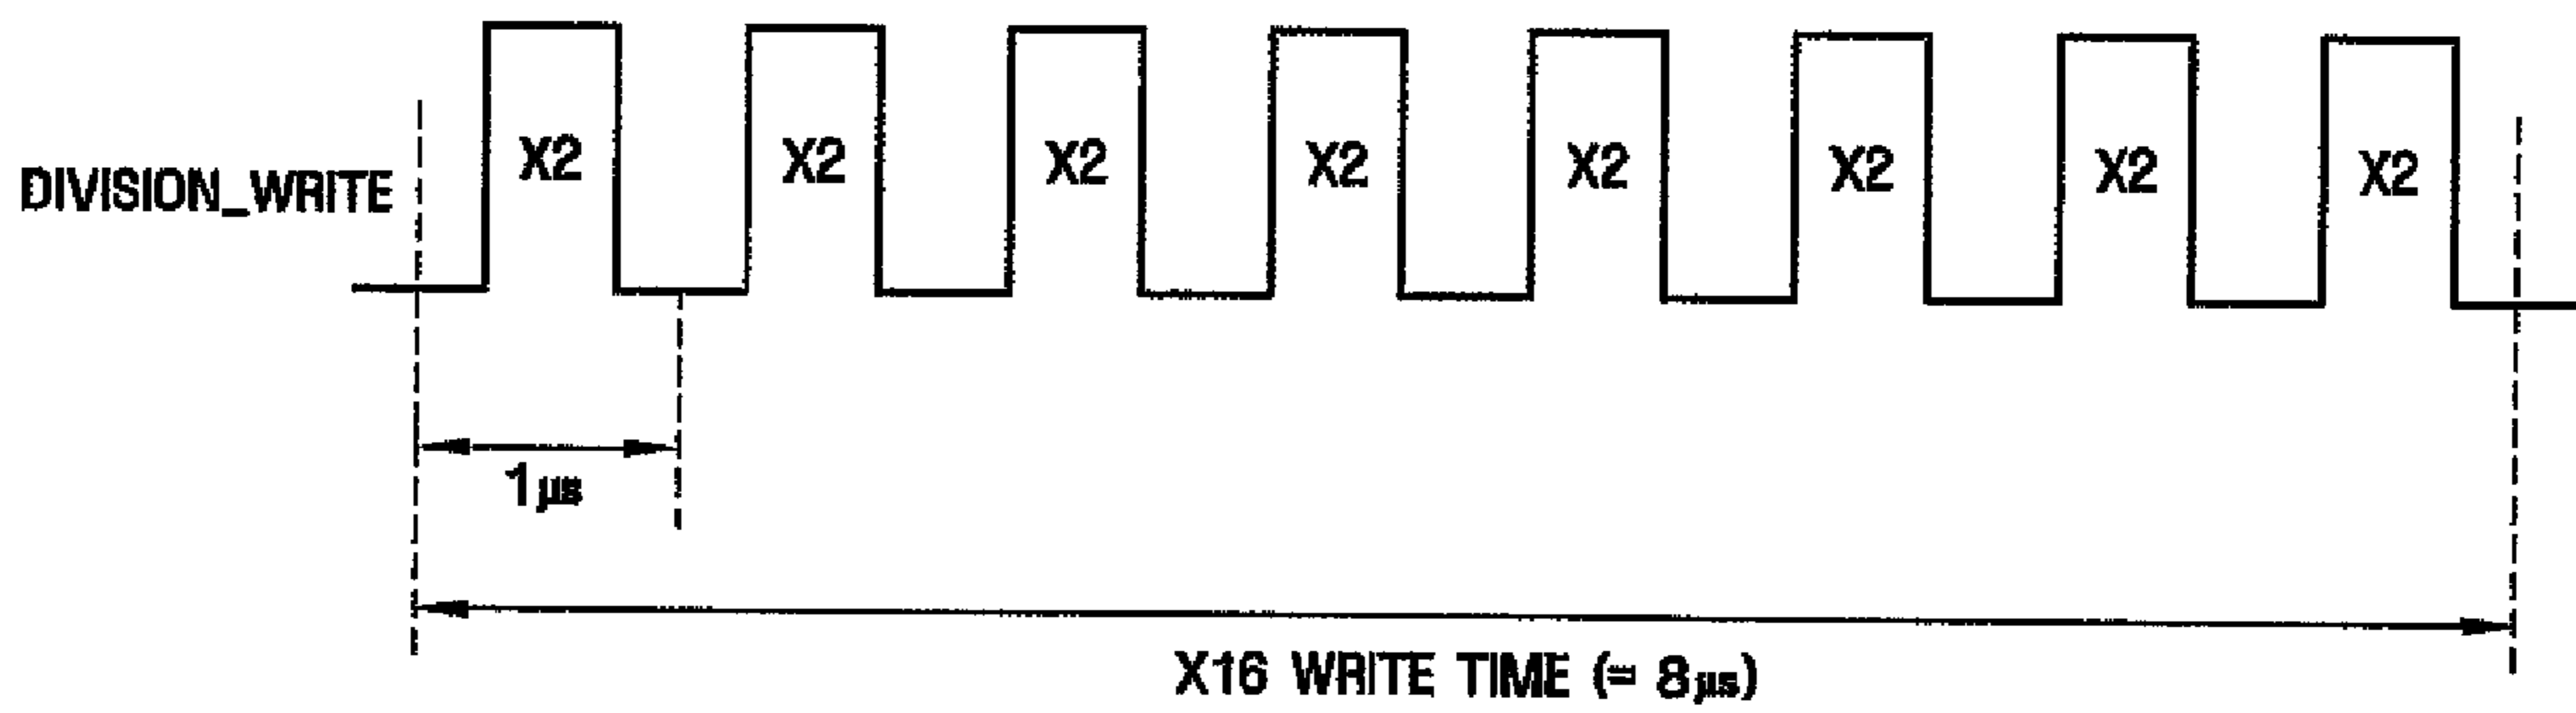 X2 X2 X2 X2 X2 X2 X2 X2
DIVISION_WRITE
1μs
X16 WRITE TIME (= 8μs)